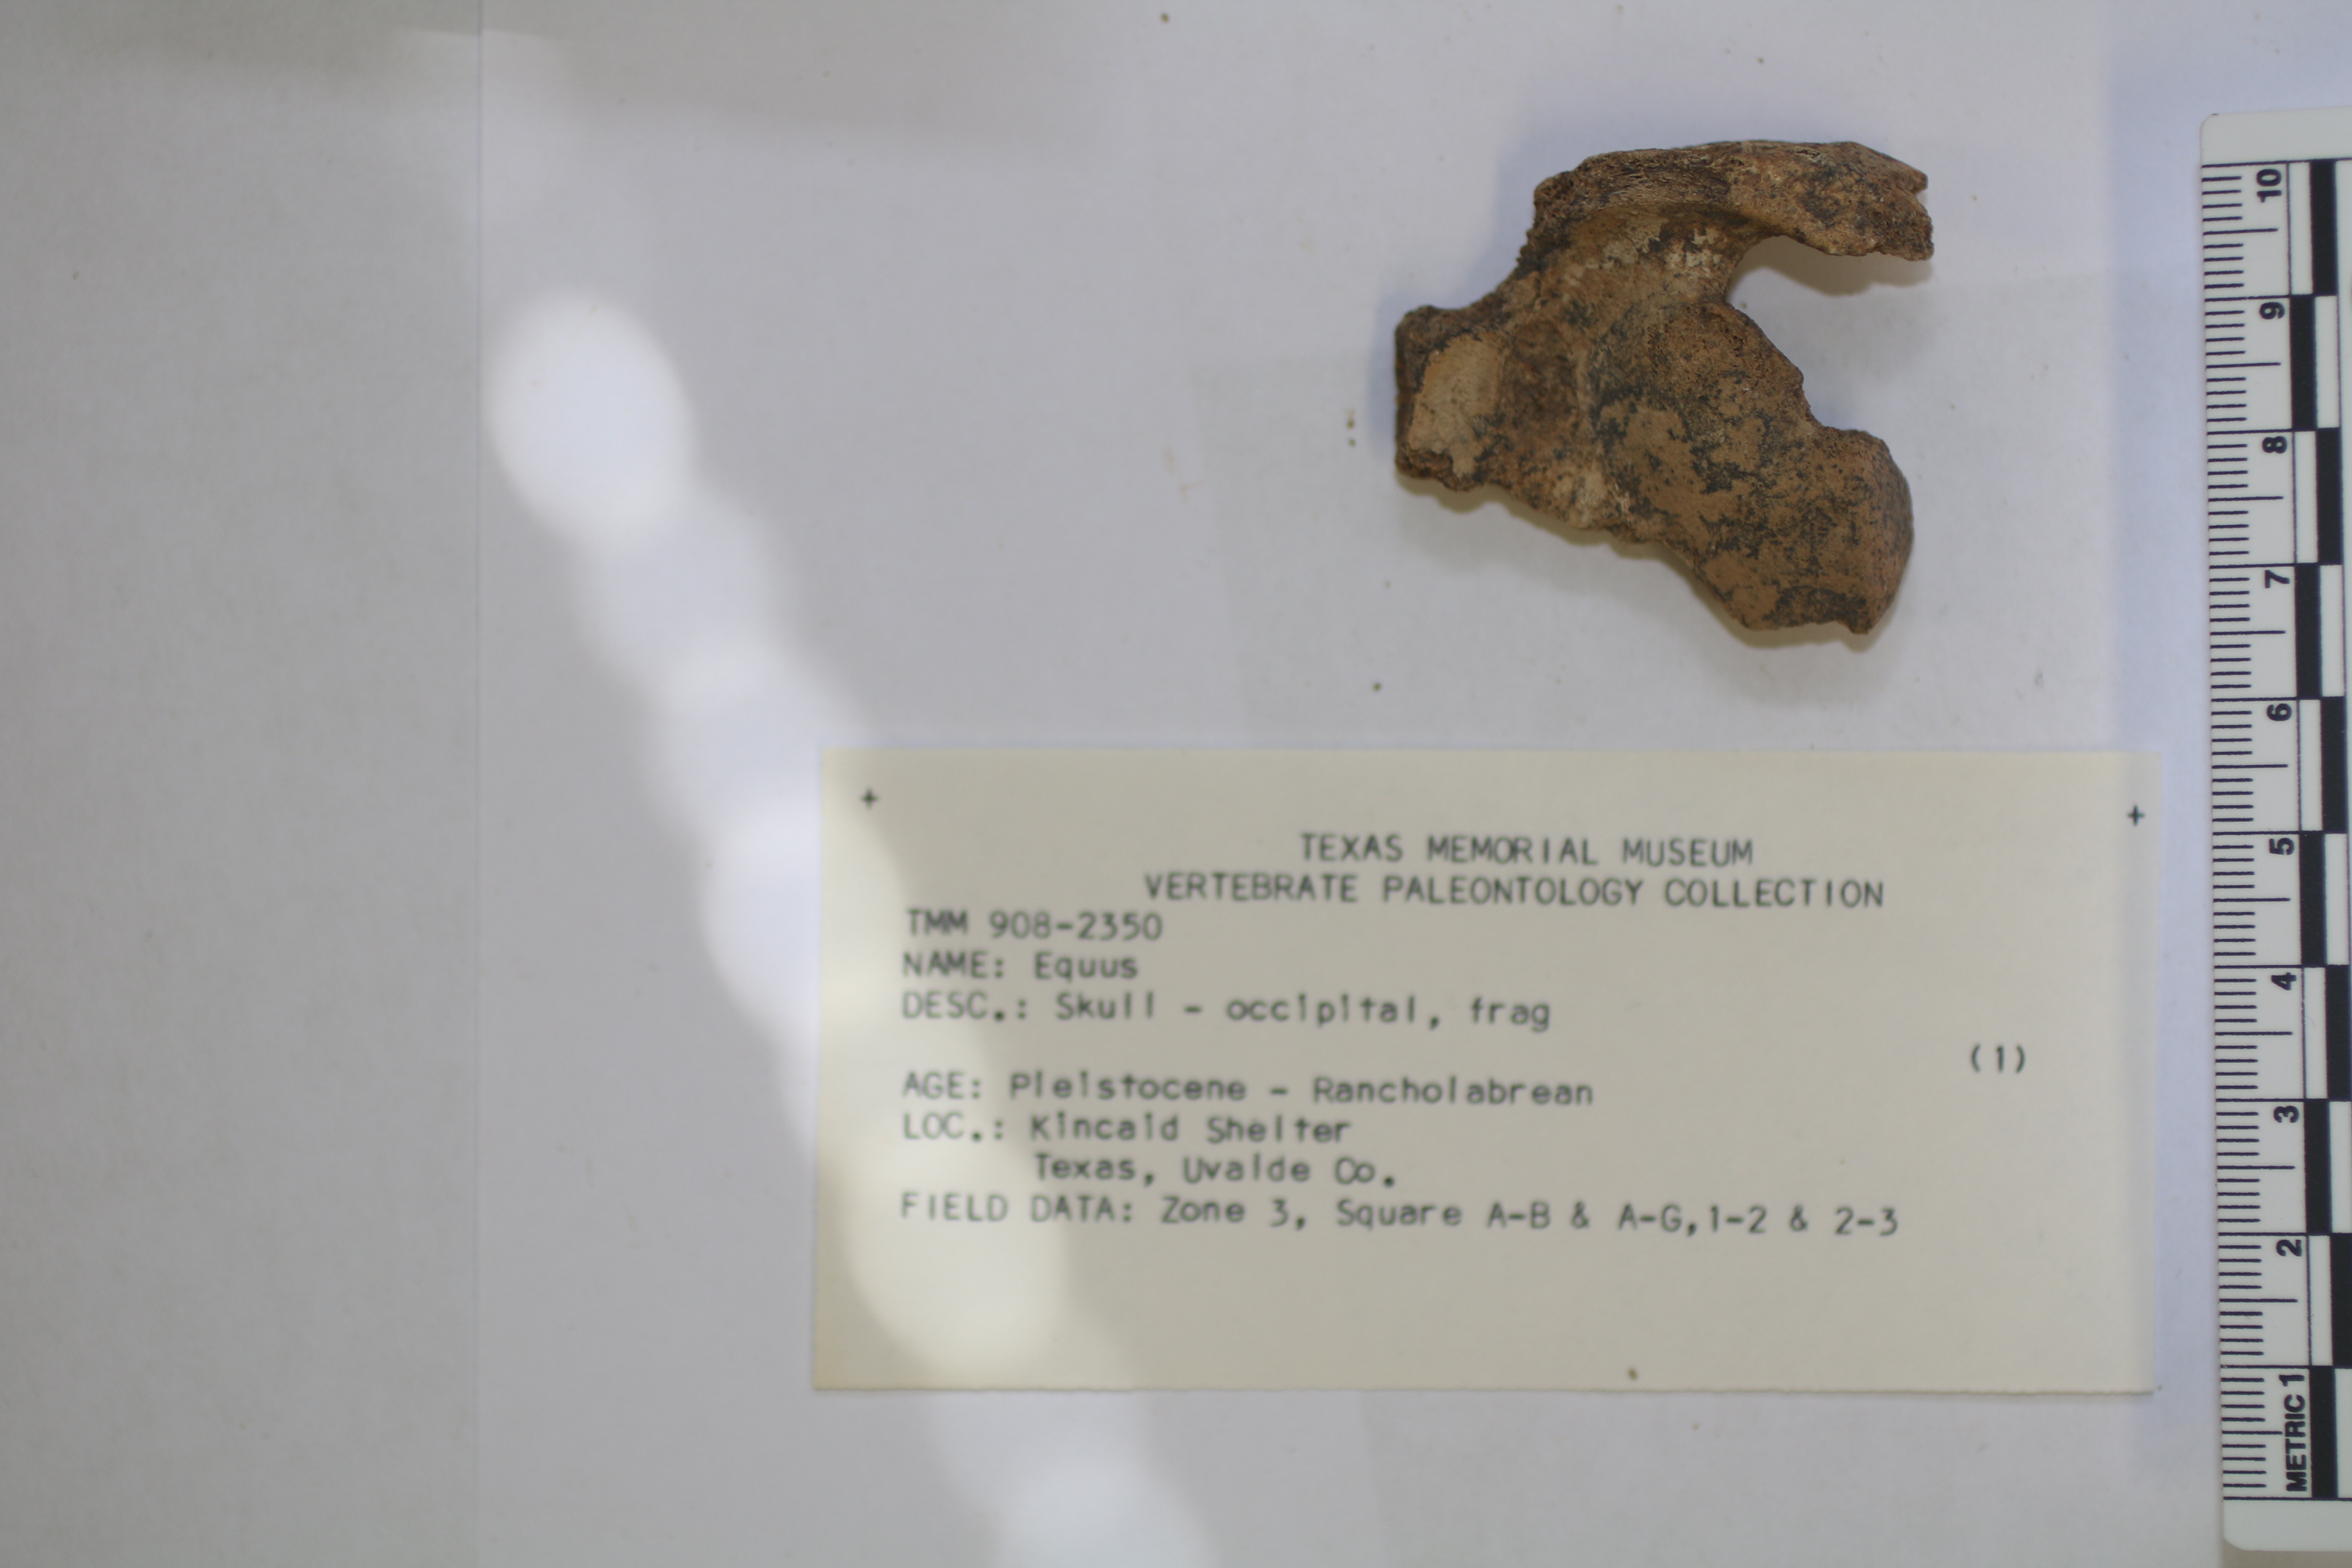 + +
TEXAS MEMORIAL MUSEUM
VERTEBRATE PALEONTOLOGY COLLECTION
TMM 908-2350
NAME: Equus
DESC.: Skull - occipital, frag
(1)
AGE: Pleistocene - Rancholabrean
LOC.: Kincaid Shelter
Texas, Uvalde Co.
FIELD DATA: Zone 3, Square A-B & A-G,1-2 & 2-3
METRIC 1 2 3 4 5 6 7 8 9 10